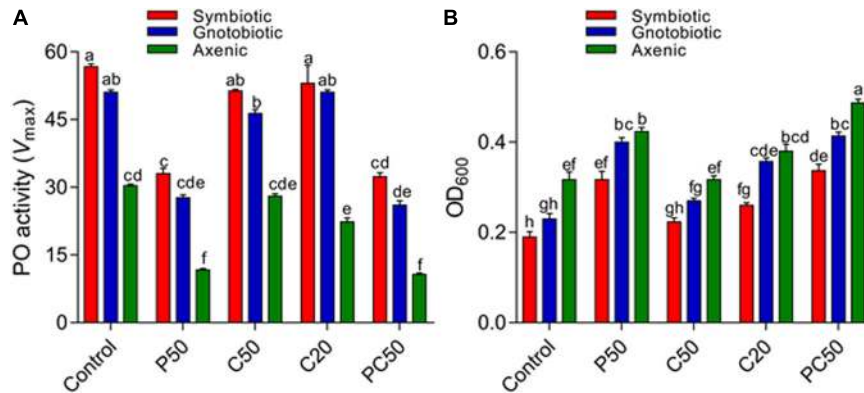 A
Symbiotic
Gnotobiotic
Axenic
PO activity (Vmax)
60
45
30
15
0
a
ab
cd
c
cde
f
ab
b
cde
a
ab
e
cd
de
f
Control
P50
C50
C20
PC50
B
Symbiotic
Gnotobiotic
Axenic
OD600
0.6
0.4
0.2
0.0
h
gh
ef
ef
bc
b
gh
fg
ef
fg
cde
bcd
de
bc
a
Control
P50
C50
C20
PC50